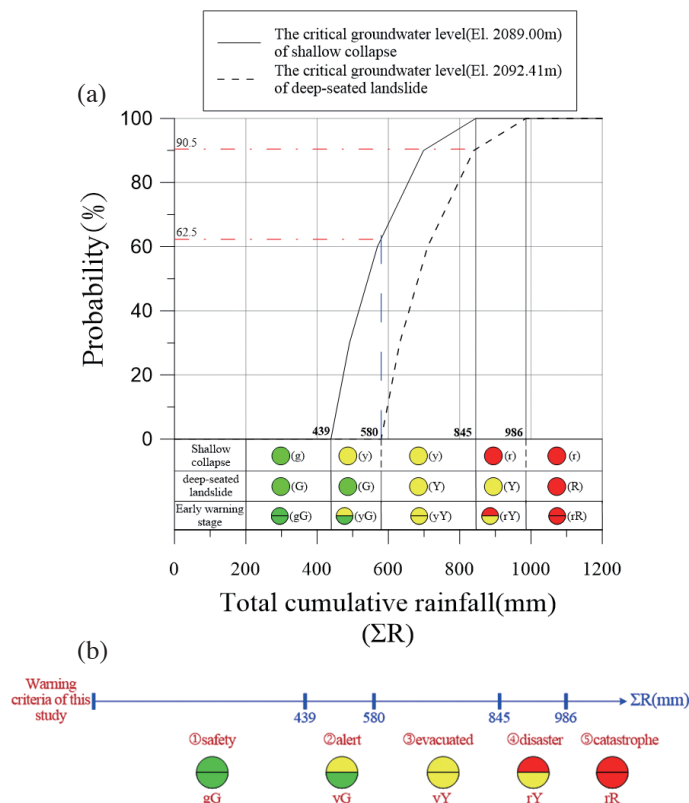 The critical groundwater level(El. 2089.00m)
of shallow collapse
The critical groundwater level(El. 2092.41m)
of deep-seated landslide
(a)
Probability(%)
100
80
60
40
20
0
90.5
62.5
439
580
845
986
Shallow
collapse
(g)
(y)
(y)
(r)
(r)
deep-seated
landslide
(G)
(G)
(Y)
(Y)
(R)
Early warning
stage
(gG)
(yG)
(yY)
(rY)
(rR)
0
200
400
600
800
1000
1200
Total cumulative rainfall(mm)
(ΣR)
(b)
Warning
criteria of this
study
439
580
845
986
ΣR(mm)
①safety
②alert
③evacuated
④disaster
⑤catastrophe
gG
yG
yY
rY
rR